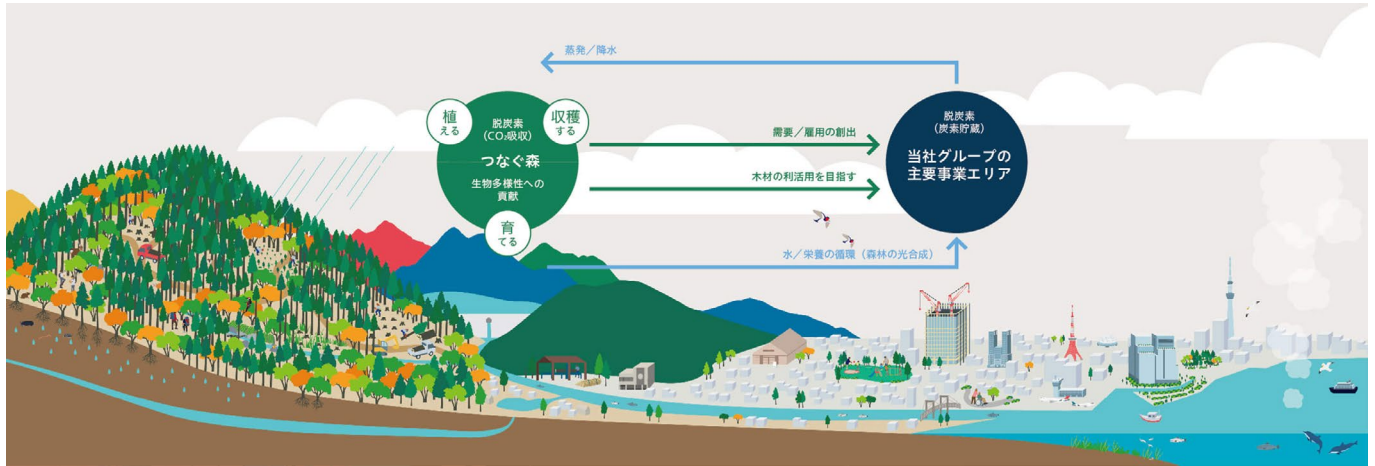 蒸発／降水
植
える
収穫
する
脱炭素
（CO₂吸収）
つなぐ森
生物多様性への
貢献
育
てる
需要／雇用の創出
木材の利活用を目指す
水／栄養の循環（森林の光合成）
脱炭素
（炭素貯蔵）
当社グループの
主要事業エリア